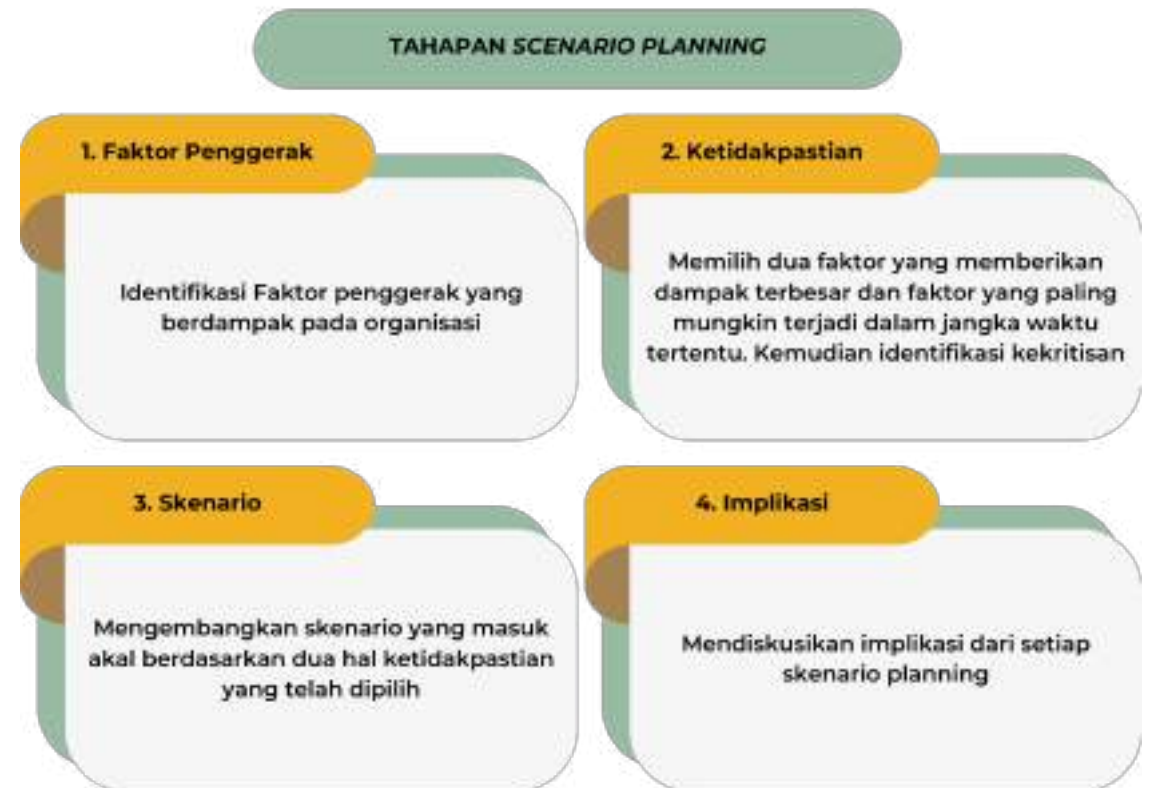 TAHAPAN SCENARIO PLANNING
1. Faktor Penggerak
Identifikasi Faktor penggerak yang
berdampak pada organisasi
2. Ketidakpastian
Memilih dua faktor yang memberikan
dampak terbesar dan faktor yang paling
mungkin terjadi dalam jangka waktu
tertentu. Kemudian identifikasi kekritisan
3. Skenario
Mengembangkan skenario yang masuk
akal berdasarkan dua hal ketidakpastian
yang telah dipilih
4. Implikasi
Mendiskusikan implikasi dari setiap
skenario planning